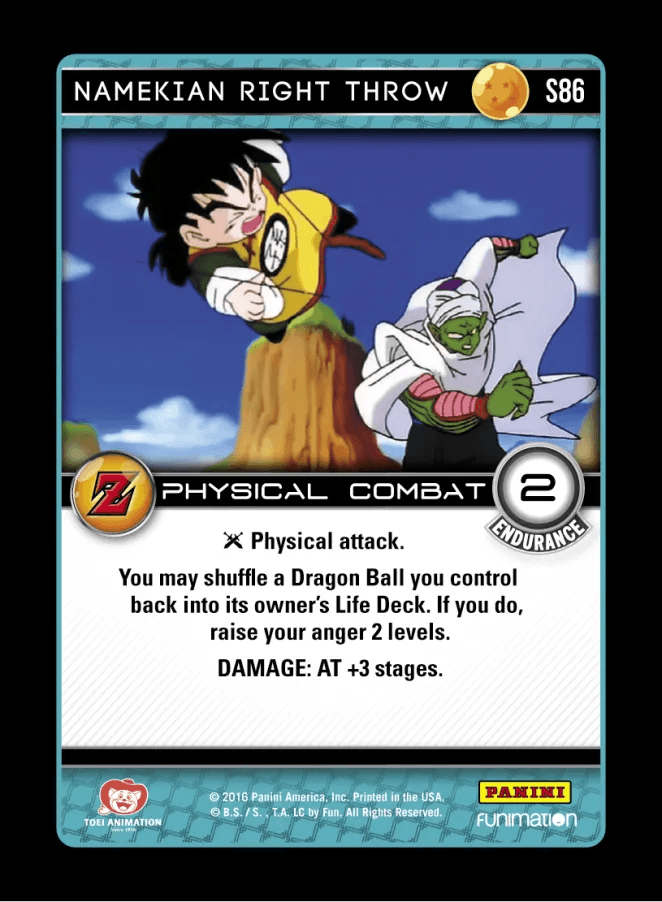 NAMEKIAN RIGHT THROW S86
Z PHYSICAL COMBAT 2
ENDURANCE
Physical attack.
You may shuffle a Dragon Ball you control
back into its owner's Life Deck. If you do,
raise your anger 2 levels.
DAMAGE: AT +3 stages.
TOEI ANIMATION
© 2016 Panini America, Inc. Printed in the USA.
© B.S. / S. , T.A. LC by Fun. All Rights Reserved.
PANINI
FUNIMATION